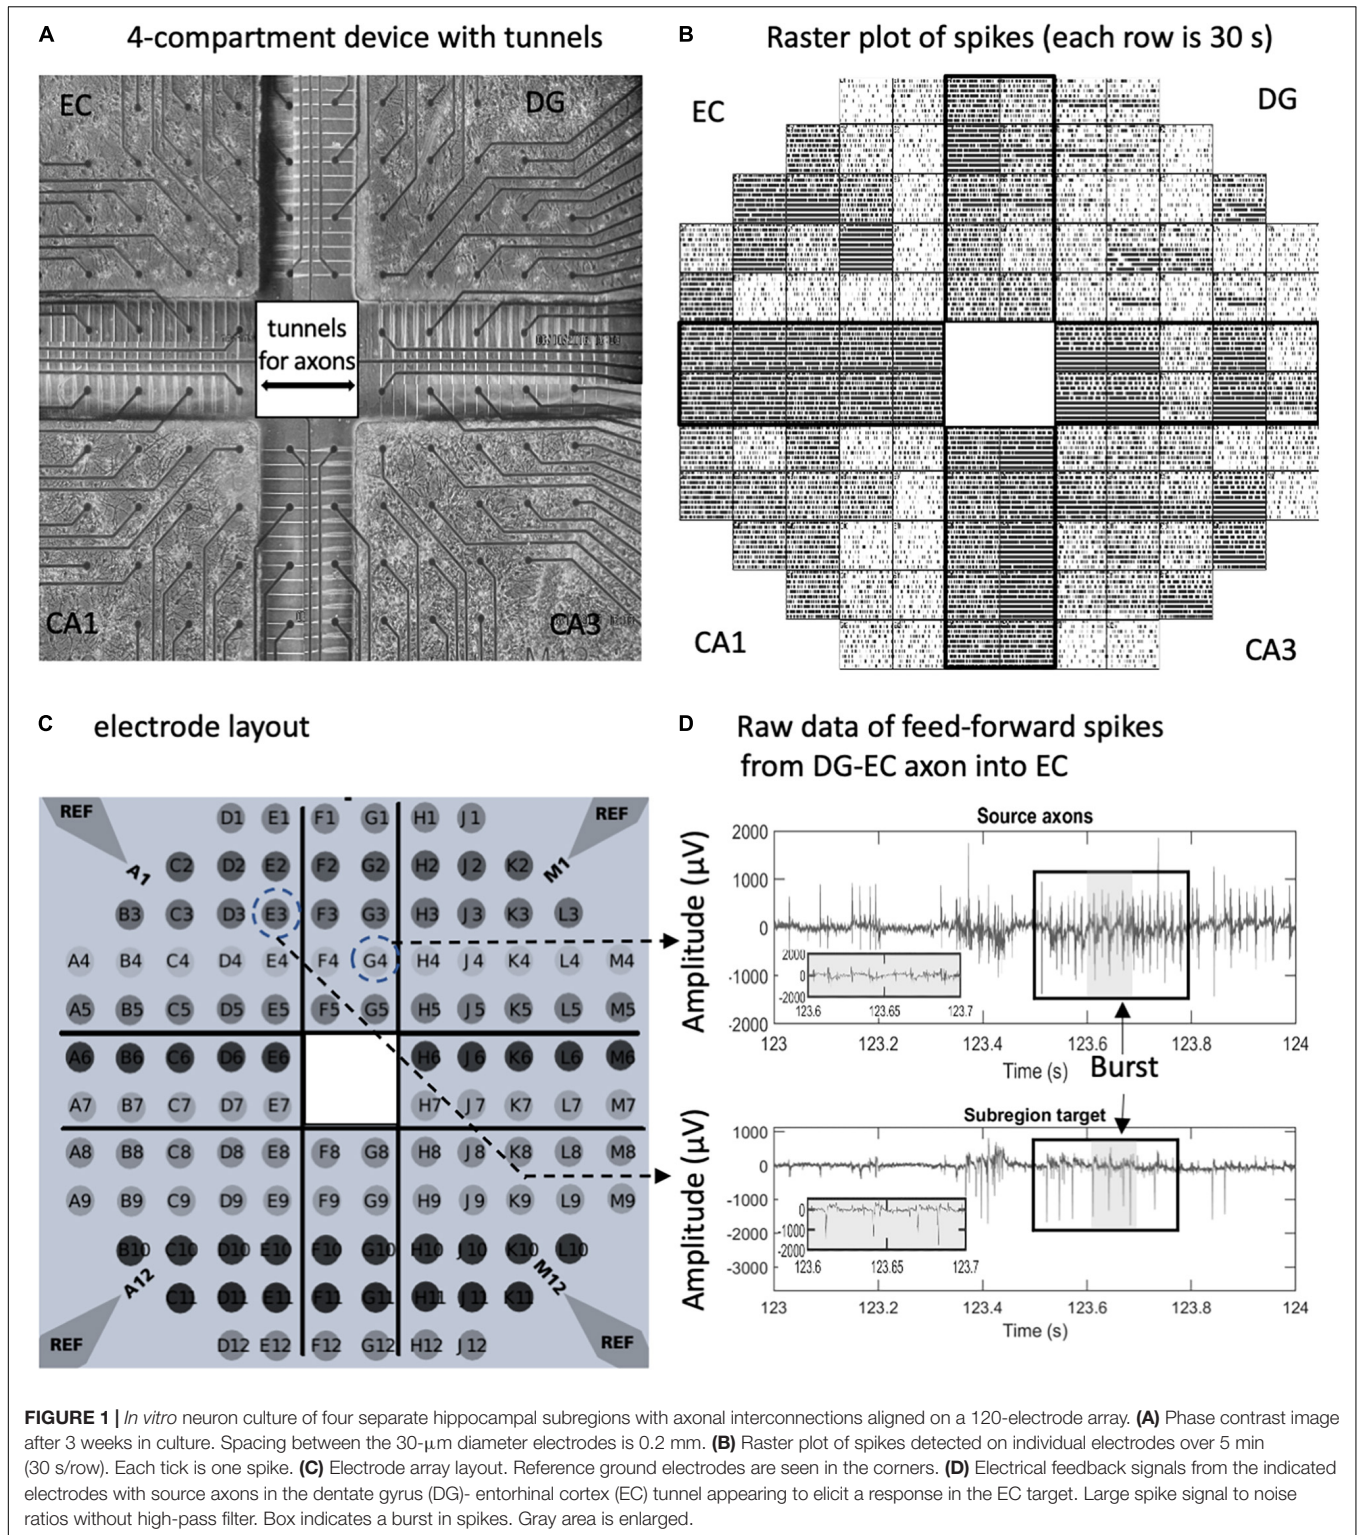 A 4-compartment device with tunnels
EC
DG
tunnels
for axons
CA1
CA3
B Raster plot of spikes (each row is 30 s)
EC
DG
CA1
CA3
C electrode layout
REF
REF
A1
M1
D1 E1 F1 G1 H1 J1
C2 D2 E2 F2 G2 H2 J2 K2
B3 C3 D3 E3 F3 G3 H3 J3 K3 L3
A4 B4 C4 D4 E4 F4 G4 H4 J4 K4 L4 M4
A5 B5 C5 D5 E5 F5 G5 H5 J5 K5 L5 M5
A6 B6 C6 D6 E6 H6 J6 K6 L6 M6
A7 B7 C7 D7 E7 H7 J7 K7 L7 M7
A8 B8 C8 D8 E8 F8 G8 H8 J8 K8 L8 M8
A9 B9 C9 D9 E9 F9 G9 H9 J9 K9 L9 M9
B10 C10 D10 E10 F10 G10 H10 J10 K10 L10
A12
M12
C11 D11 E11 F11 G11 H11 J11 K11
D12 E12 F12 G12 H12 J12
REF
REF
D Raw data of feed-forward spikes
from DG-EC axon into EC
Source axons
Amplitude (µV)
2000
1000
0
-1000
-2000
2000
0
-2000
123.6 123.65 123.7
123 123.2 123.4 123.6 123.8 124
Time (s)
Burst
Subregion target
Amplitude (µV)
1000
0
-1000
-2000
-3000
0
-1000
-2000
123.6 123.65 123.7
123 123.2 123.4 123.6 123.8 124
Time (s)
FIGURE 1 | In vitro neuron culture of four separate hippocampal subregions with axonal interconnections aligned on a 120-electrode array. (A) Phase contrast image
after 3 weeks in culture. Spacing between the 30-µm diameter electrodes is 0.2 mm. (B) Raster plot of spikes detected on individual electrodes over 5 min
(30 s/row). Each tick is one spike. (C) Electrode array layout. Reference ground electrodes are seen in the corners. (D) Electrical feedback signals from the indicated
electrodes with source axons in the dentate gyrus (DG)- entorhinal cortex (EC) tunnel appearing to elicit a response in the EC target. Large spike signal to noise
ratios without high-pass filter. Box indicates a burst in spikes. Gray area is enlarged.